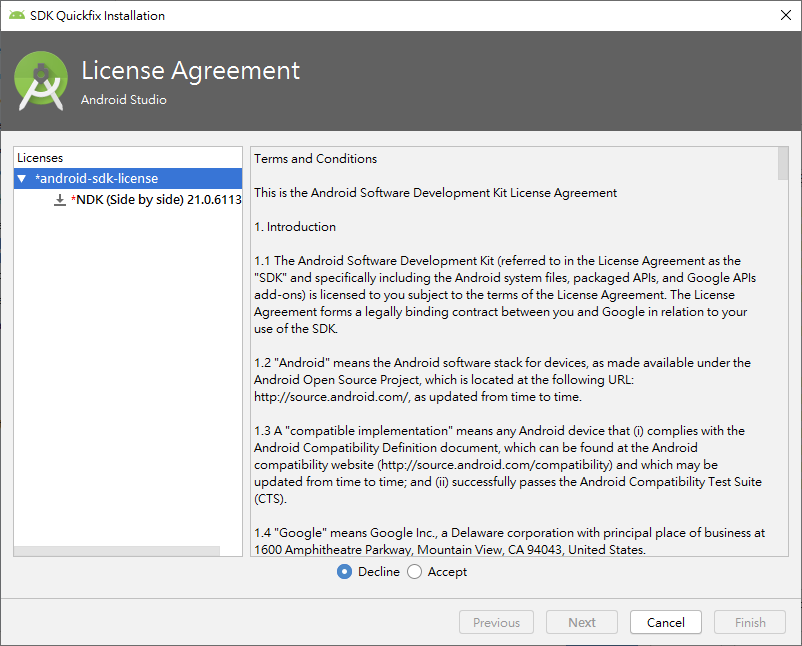 SDK Quickfix Installation
License Agreement
Android Studio
Licenses
*android-sdk-license
*NDK (Side by side) 21.0.6113
Terms and Conditions
This is the Android Software Development Kit License Agreement
1. Introduction
1.1 The Android Software Development Kit (referred to in the License Agreement as the
"SDK" and specifically including the Android system files, packaged APIs, and Google APIs
add-ons) is licensed to you subject to the terms of the License Agreement. The License
Agreement forms a legally binding contract between you and Google in relation to your
use of the SDK.
1.2 "Android" means the Android software stack for devices, as made available under the
Android Open Source Project, which is located at the following URL:
http://source.android.com/, as updated from time to time.
1.3 A "compatible implementation" means any Android device that (i) complies with the
Android Compatibility Definition document, which can be found at the Android
compatibility website (http://source.android.com/compatibility) and which may be
updated from time to time; and (ii) successfully passes the Android Compatibility Test Suite
(CTS).
1.4 "Google" means Google Inc., a Delaware corporation with principal place of business at
1600 Amphitheatre Parkway, Mountain View, CA 94043, United States.
Decline Accept
Previous Next Cancel Finish